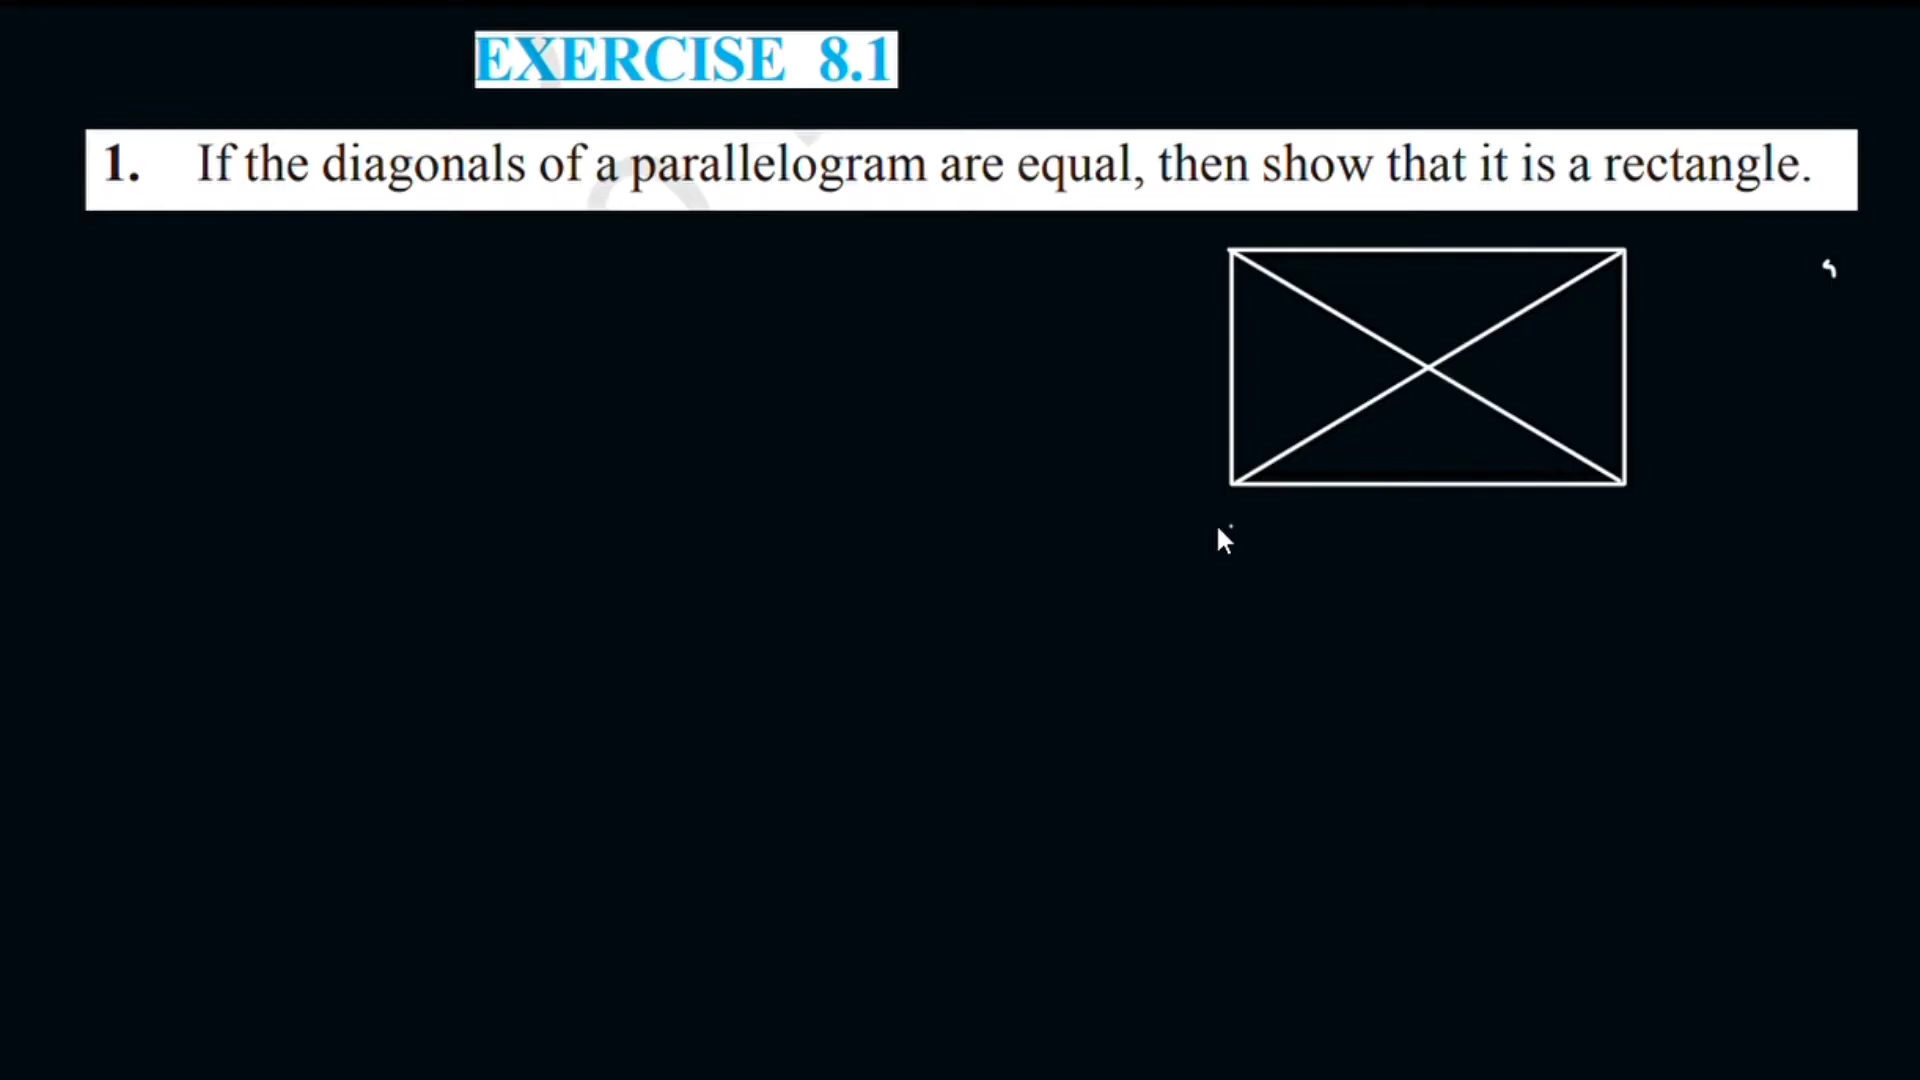 EXERCISE 8.1
1. If the diagonals of a parallelogram are equal, then show that it is a rectangle.